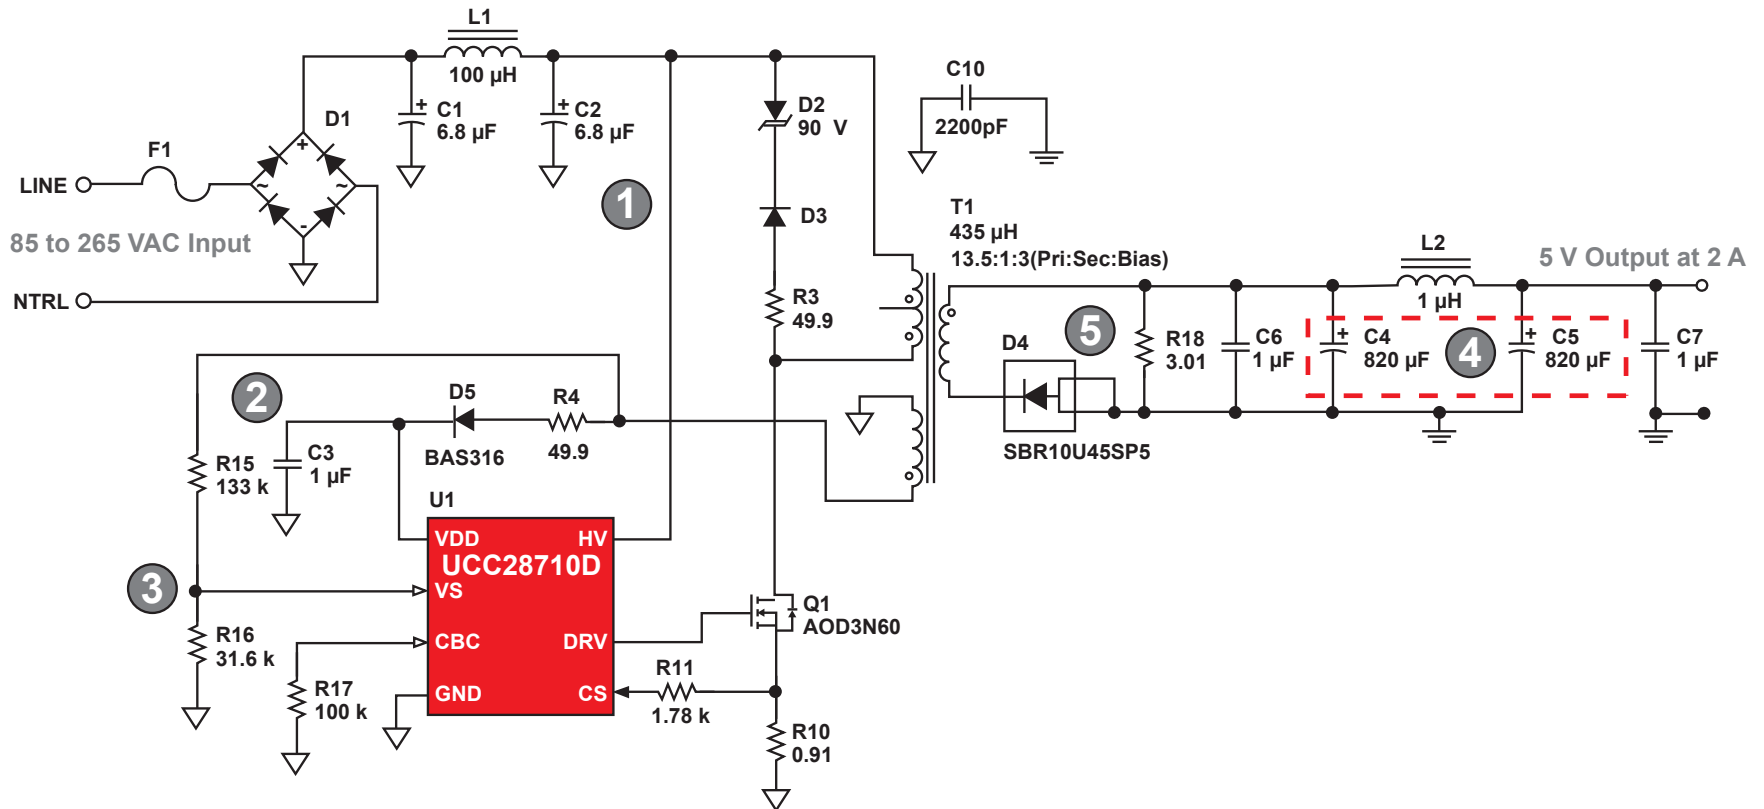 L1
100 µH
C1
6.8 µF
C2
6.8 µF
D1
+
~
~
-
F1
LINE
85 to 265 VAC Input
NTRL
1
D2
90 V
D3
R3
49.9
C10
2200pF
T1
435 µH
13.5:1:3(Pri:Sec:Bias)
L2
1 µH
5 V Output at 2 A
5
D4
SBR10U45SP5
R18
3.01
C6
1 µF
+
C4
820 µF
4
+
C5
820 µF
C7
1 µF
2
D5
BAS316
R4
49.9
C3
1 µF
R15
133 k
U1
VDD
HV
UCC28710D
3
VS
R16
31.6 k
CBC
DRV
R17
100 k
GND
CS
R11
1.78 k
Q1
AOD3N60
R10
0.91